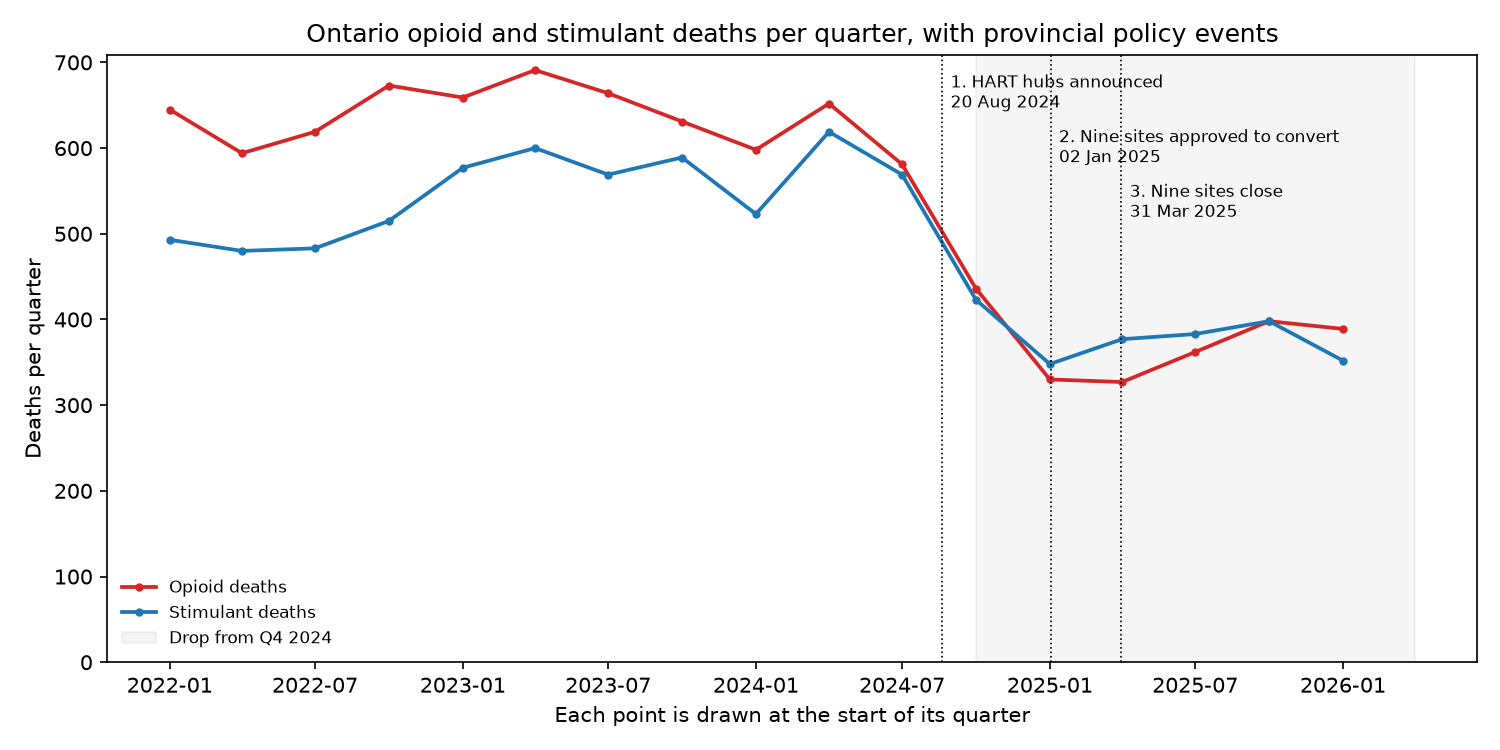 Ontario opioid and stimulant deaths per quarter, with provincial policy events
Deaths per quarter
700
600
500
400
300
200
100
0
1. HART hubs announced
20 Aug 2024
2. Nine sites approved to convert
02 Jan 2025
3. Nine sites close
31 Mar 2025
Opioid deaths
Stimulant deaths
Drop from Q4 2024
2022-01
2022-07
2023-01
2023-07
2024-01
2024-07
2025-01
2025-07
2026-01
Each point is drawn at the start of its quarter